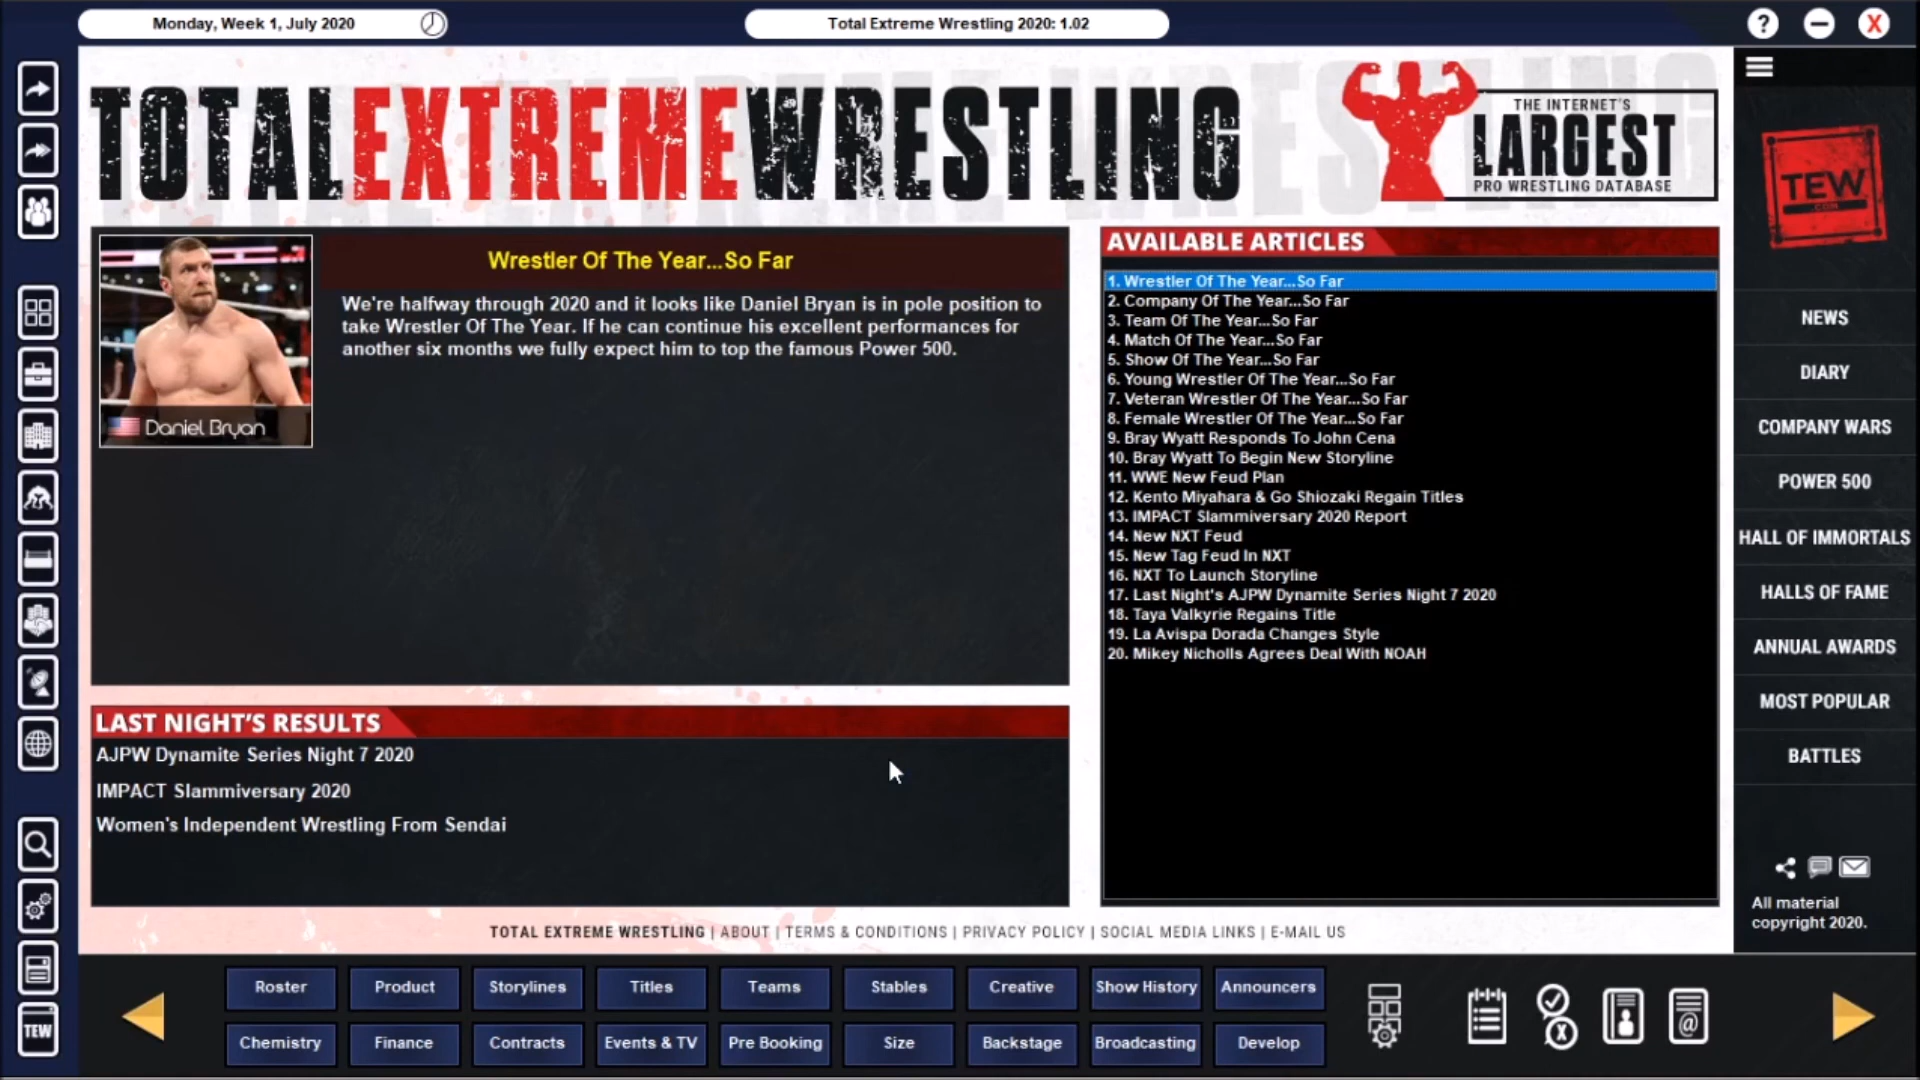 Monday, Week 1, July 2020
Total Extreme Wrestling 2020: 1.02
?
X
TOTALEXTREMEWRESTLING
THE INTERNET'S
LARGEST
PRO WRESTLING DATABASE
Wrestler Of The Year...So Far
We're halfway through 2020 and it looks like Daniel Bryan is in pole position to
take Wrestler Of The Year. If he can continue his excellent performances for
another six months we fully expect him to top the famous Power 500.
Daniel Bryan
LAST NIGHT'S RESULTS
AJPW Dynamite Series Night 7 2020
IMPACT Slammiversary 2020
Women's Independent Wrestling From Sendai
AVAILABLE ARTICLES
1. Wrestler Of The Year...So Far
2. Company Of The Year...So Far
3. Team Of The Year...So Far
4. Match Of The Year...So Far
5. Show Of The Year...So Far
6. Young Wrestler Of The Year...So Far
7. Veteran Wrestler Of The Year...So Far
8. Female Wrestler Of The Year...So Far
9. Bray Wyatt Responds To John Cena
10. Bray Wyatt To Begin New Storyline
11. WWE New Feud Plan
12. Kento Miyahara & Go Shiozaki Regain Titles
13. IMPACT Slammiversary 2020 Report
14. New NXT Feud
15. New Tag Feud In NXT
16. NXT To Launch Storyline
17. Last Night's AJPW Dynamite Series Night 7 2020
18. Taya Valkyrie Regains Title
19. La Avispa Dorada Changes Style
20. Mikey Nicholls Agrees Deal With NOAH
TEW
.COM
NEWS
DIARY
COMPANY WARS
POWER 500
HALL OF IMMORTALS
HALLS OF FAME
ANNUAL AWARDS
MOST POPULAR
BATTLES
All material
copyright 2020.
TOTAL EXTREME WRESTLING | ABOUT | TERMS & CONDITIONS | PRIVACY POLICY | SOCIAL MEDIA LINKS | E-MAIL US
TEW
Roster Product Storylines Titles Teams Stables Creative Show History Announcers
Chemistry Finance Contracts Events & TV Pre Booking Size Backstage Broadcasting Develop